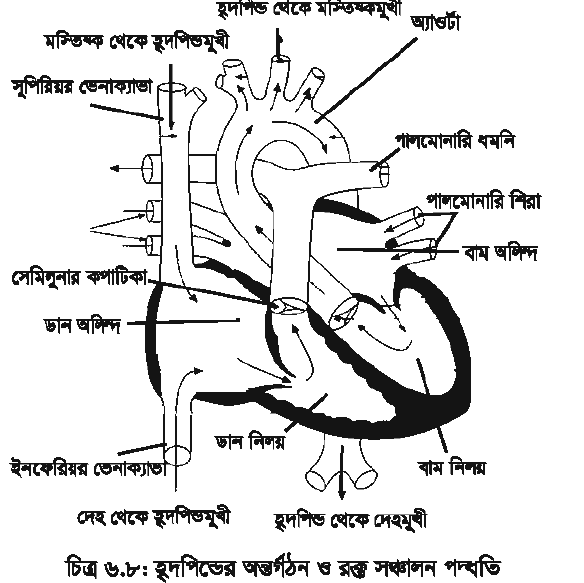 হৃদপিন্ড থেকে মস্তিষ্কমুখী
মস্তিষ্ক থেকে হৃদপিন্ডমুখী
অ্যাওর্টা
সুপিরিয়র ভেনাক্যাভা
পালমোনারি ধমনি
পালমোনারি শিরা
বাম অলিন্দ
সেমিলুনার কপাটিকা
ডান অলিন্দ
ডান নিলয়
ইনফেরিয়র ভেনাক্যাভা
বাম নিলয়
দেহ থেকে হৃদপিন্ডমুখী
হৃদপিন্ড থেকে দেহমুখী
চিত্র ৬.৮: হৃদপিন্ডের অন্তর্গঠন ও রক্ত সঞ্চালন পদ্ধতি